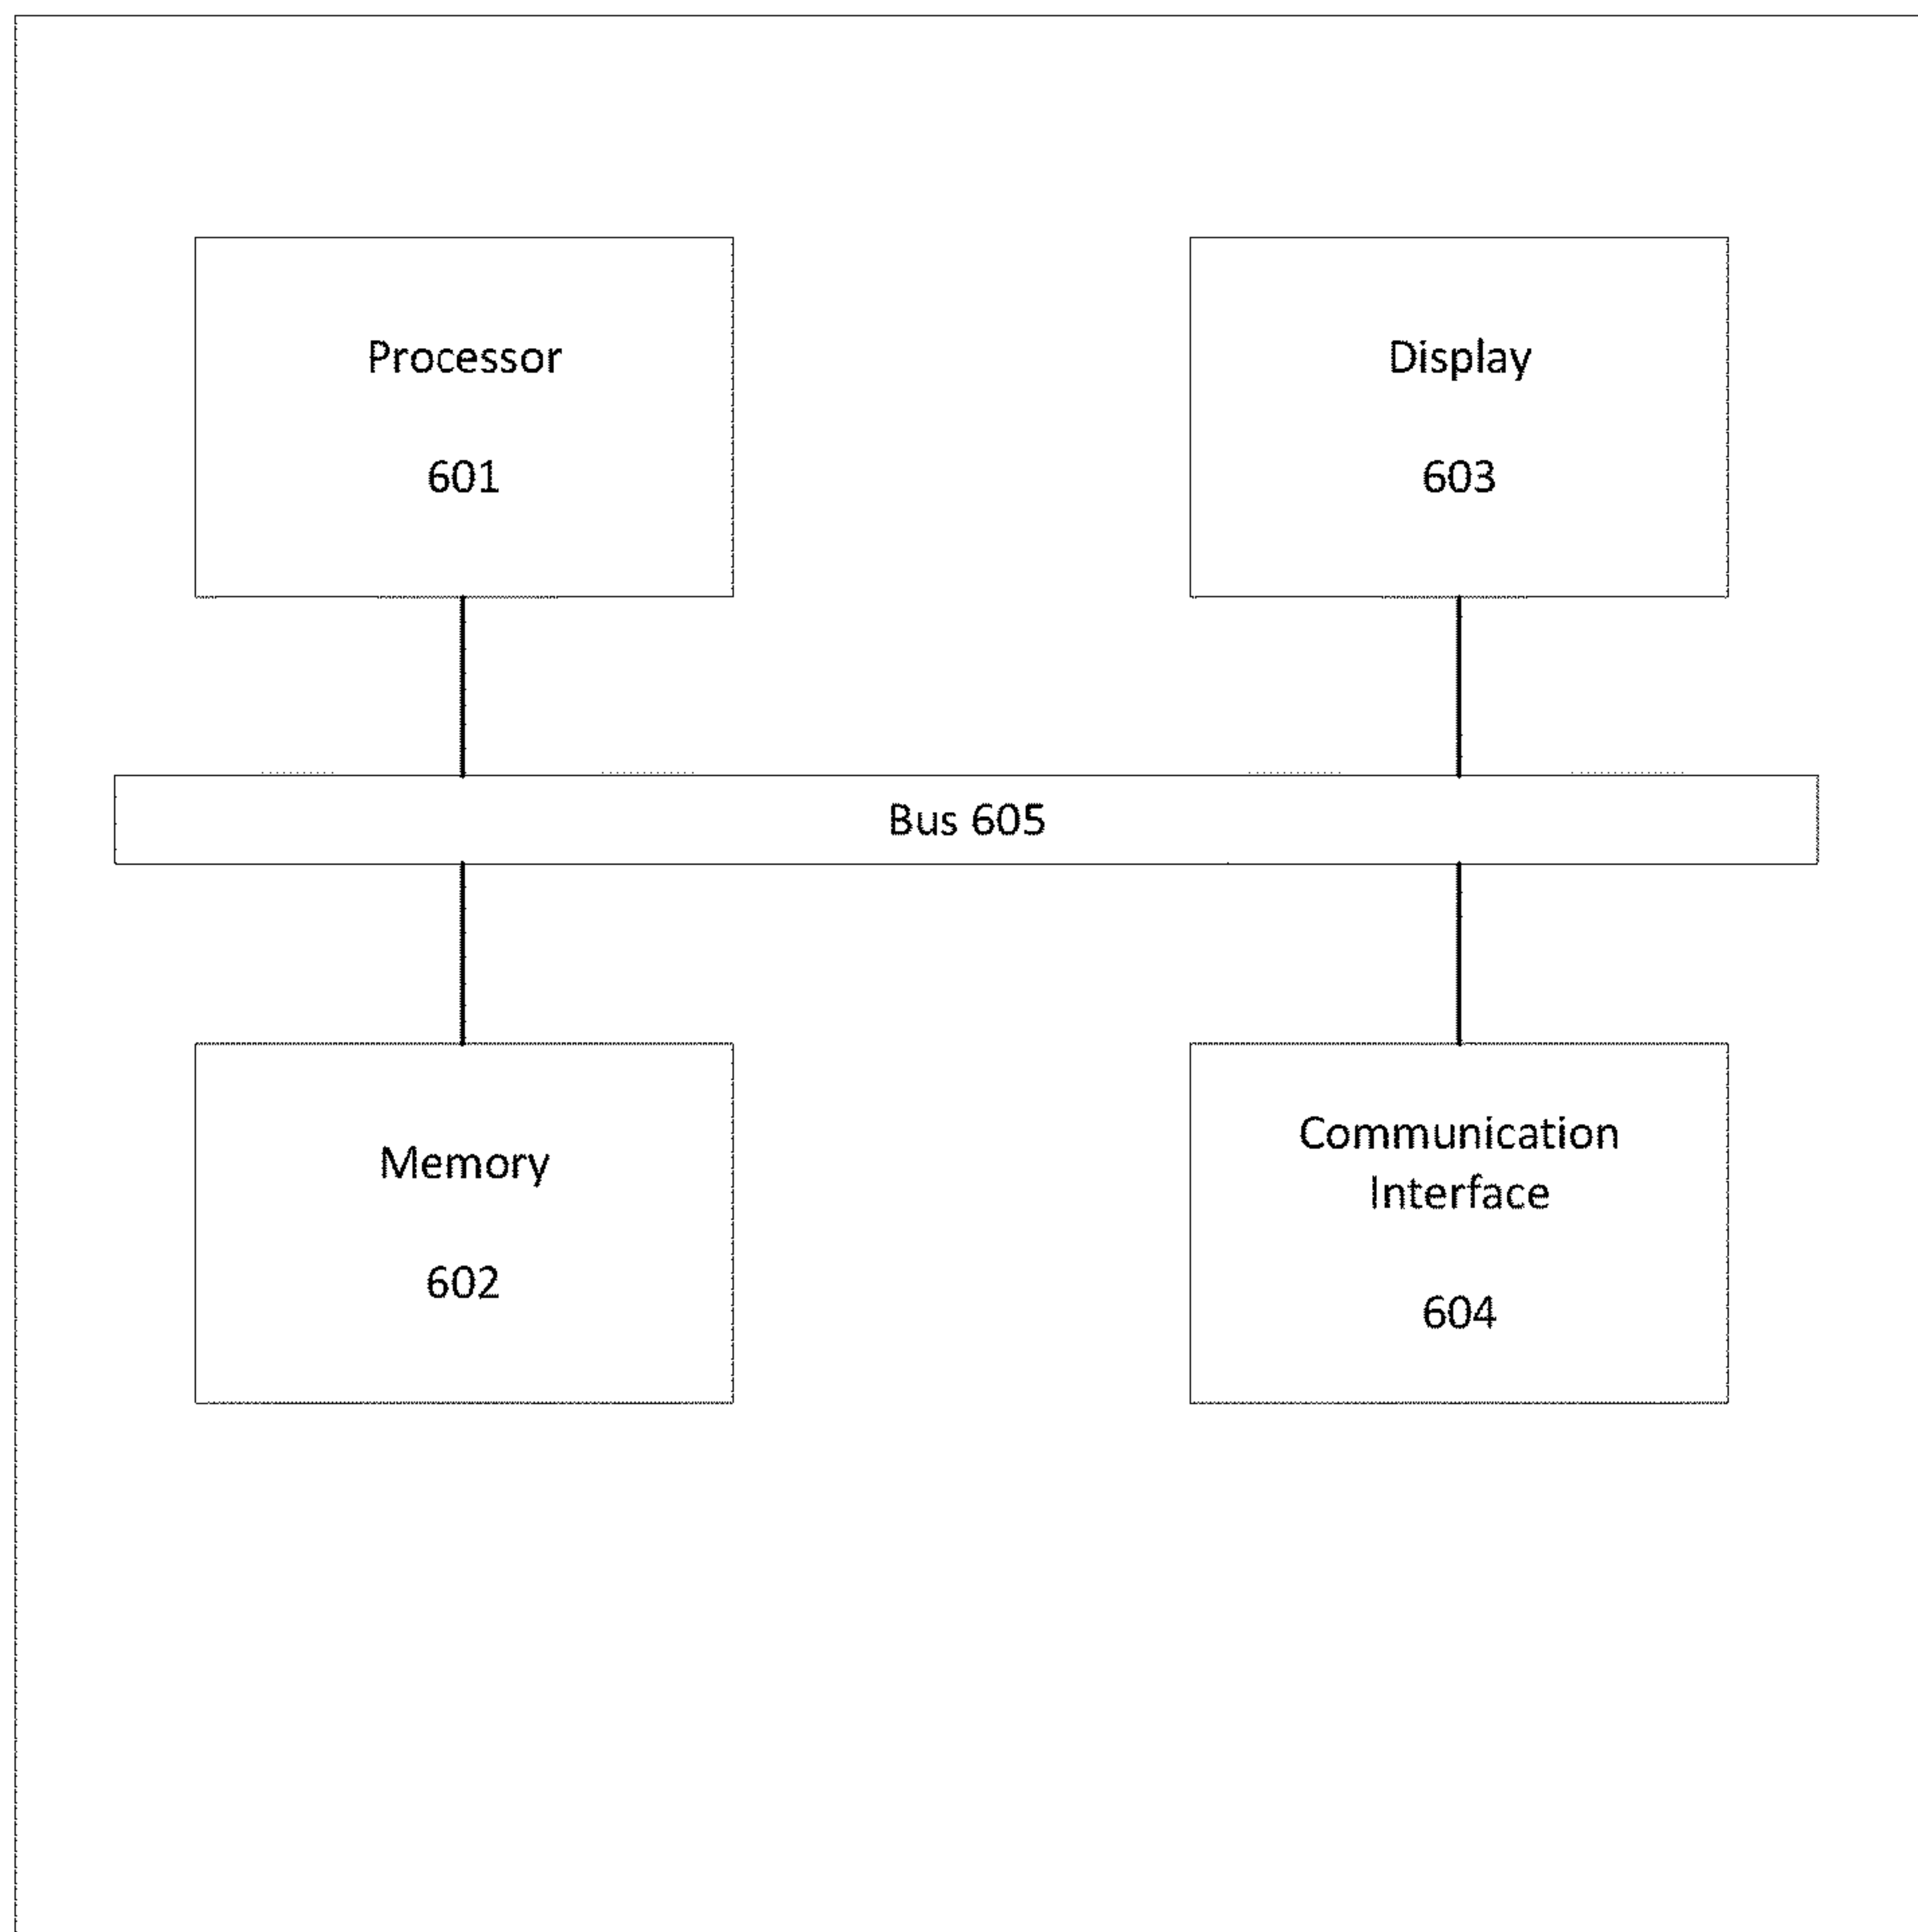 Processor
601
Display
603
Bus 605
Memory
602
Communication
Interface
604